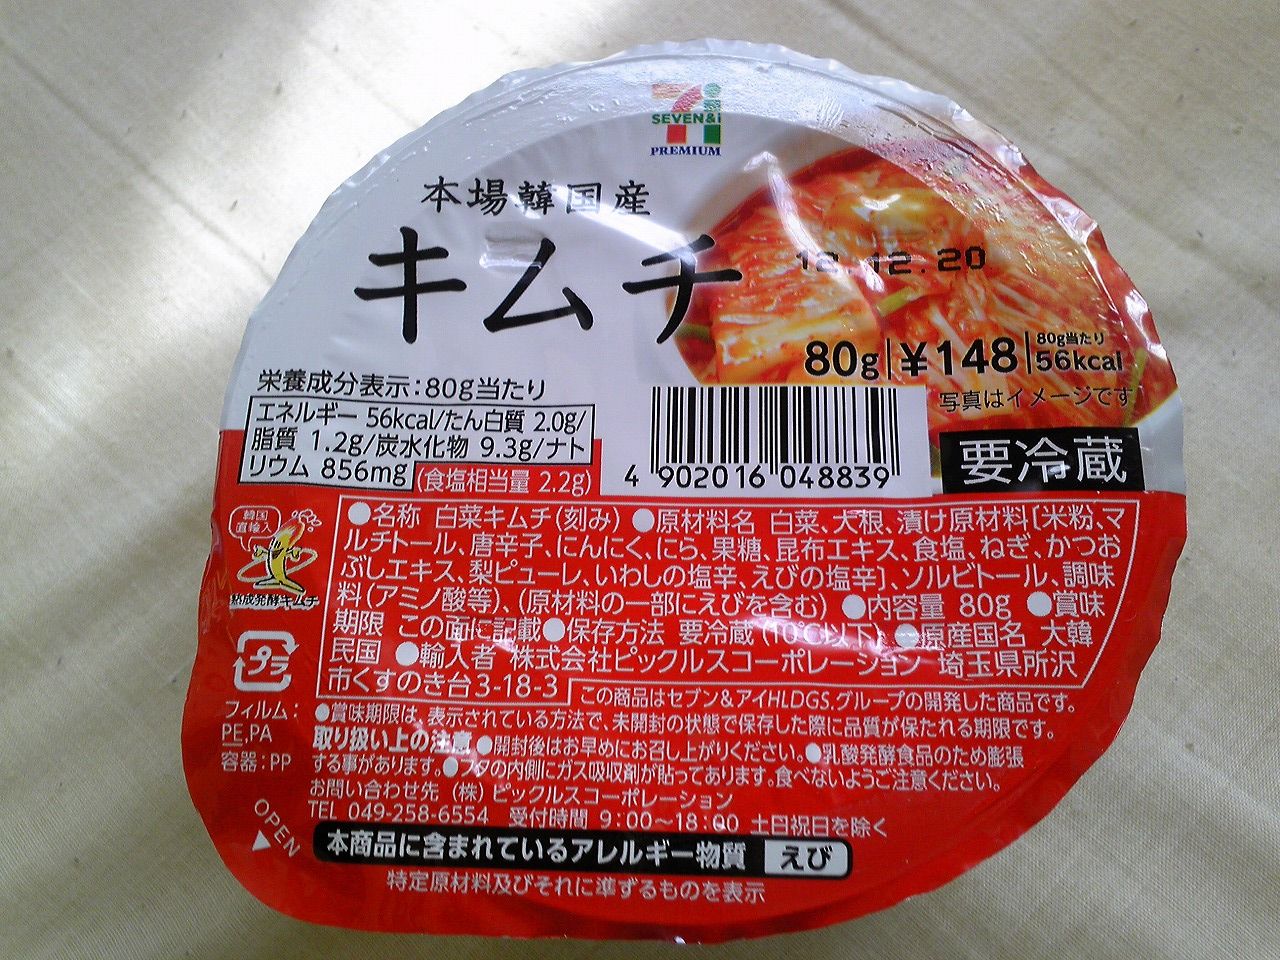 SEVEN&i
PREMIUM
本場韓国産
キムチ
12.12.20
80g ¥148 80g当たり 56kcal
写真はイメージです
栄養成分表示:80g当たり
エネルギー 56kcal/たん白質 2.0g/
脂質 1.2g/炭水化物 9.3g/ナト
リウム 856mg (食塩相当量 2.2g)
4 902016 048839
要冷蔵
韓国
直輸入
熟成発酵キムチ
●名称 白菜キムチ(刻み) ●原材料名 白菜、大根、漬け原材料〔米粉、マ
ルチトール、唐辛子、にんにく、にら、果糖、昆布エキス、食塩、ねぎ、かつお
ぶしエキス、梨ピューレ、いわしの塩辛、えびの塩辛〕、ソルビトール、調味
料(アミノ酸等)、(原材料の一部にえびを含む) ●内容量 80g ●賞味
期限 この面に記載●保存方法 要冷蔵(10℃以下) ●原産国名 大韓
民国 ●輸入者 株式会社ピックルスコーポレーション 埼玉県所沢
市くすのき台3-18-3
この商品はセブン&アイHLDGS.グループの開発した商品です。
プラ
フィルム:
PE,PA
容器:PP
●賞味期限は、表示されている方法で、未開封の状態で保存した際に品質が保たれる期限です。
取り扱い上の注意 ●開封後はお早めにお召し上がりください。●乳酸発酵食品のため膨張
する事があります。●フタの内側にガス吸収剤が貼ってあります。食べないようご注意ください。
お問い合わせ先 (株)ピックルスコーポレーション
TEL 049-258-6554 受付時間 9:00〜18:00 土日祝日を除く
OPEN
本商品に含まれているアレルギー物質 えび
特定原材料及びそれに準ずるものを表示